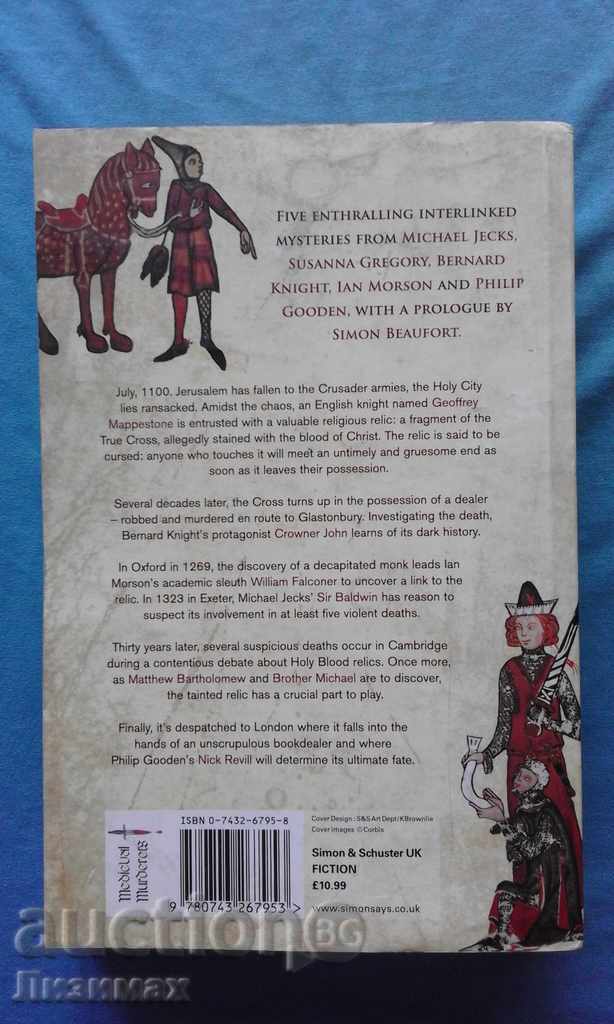 Five enthralling interlinked
mysteries from Michael Jecks,
Susanna Gregory, Bernard
Knight, Ian Morson and Philip
Gooden, with a prologue by
Simon Beaufort.
July, 1100. Jerusalem has fallen to the Crusader armies, the Holy City
lies ransacked. Amidst the chaos, an English knight named Geoffrey
Mappestone is entrusted with a valuable religious relic: a fragment of the
True Cross, allegedly stained with the blood of Christ. The relic is said to be
cursed: anyone who touches it will meet an untimely and gruesome end as
soon as it leaves their possession.
Several decades later, the Cross turns up in the possession of a dealer
– robbed and murdered en route to Glastonbury. Investigating the death,
Bernard Knight's protagonist Crowner John learns of its dark history.
In Oxford in 1269, the discovery of a decapitated monk leads Ian
Morson's academic sleuth William Falconer to uncover a link to the
relic. In 1323 in Exeter, Michael Jecks' Sir Baldwin has reason to
suspect its involvement in at least five violent deaths.
Thirty years later, several suspicious deaths occur in Cambridge
during a contentious debate about Holy Blood relics. Once more,
as Matthew Bartholomew and Brother Michael are to discover,
the tainted relic has a crucial part to play.
Finally, it's despatched to London where it falls into the
hands of an unscrupulous bookdealer and where
Philip Gooden's Nick Revill will determine its ultimate fate.
Medieval
Murderers
ISBN 0-7432-6795-8
9 780743 267953 >
Cover Design : S&S Art Dept/KBrownlie
Cover images © Corbis
Simon & Schuster UK
FICTION
£10.99
www.simonsays.co.uk
auction BG
Лизимах